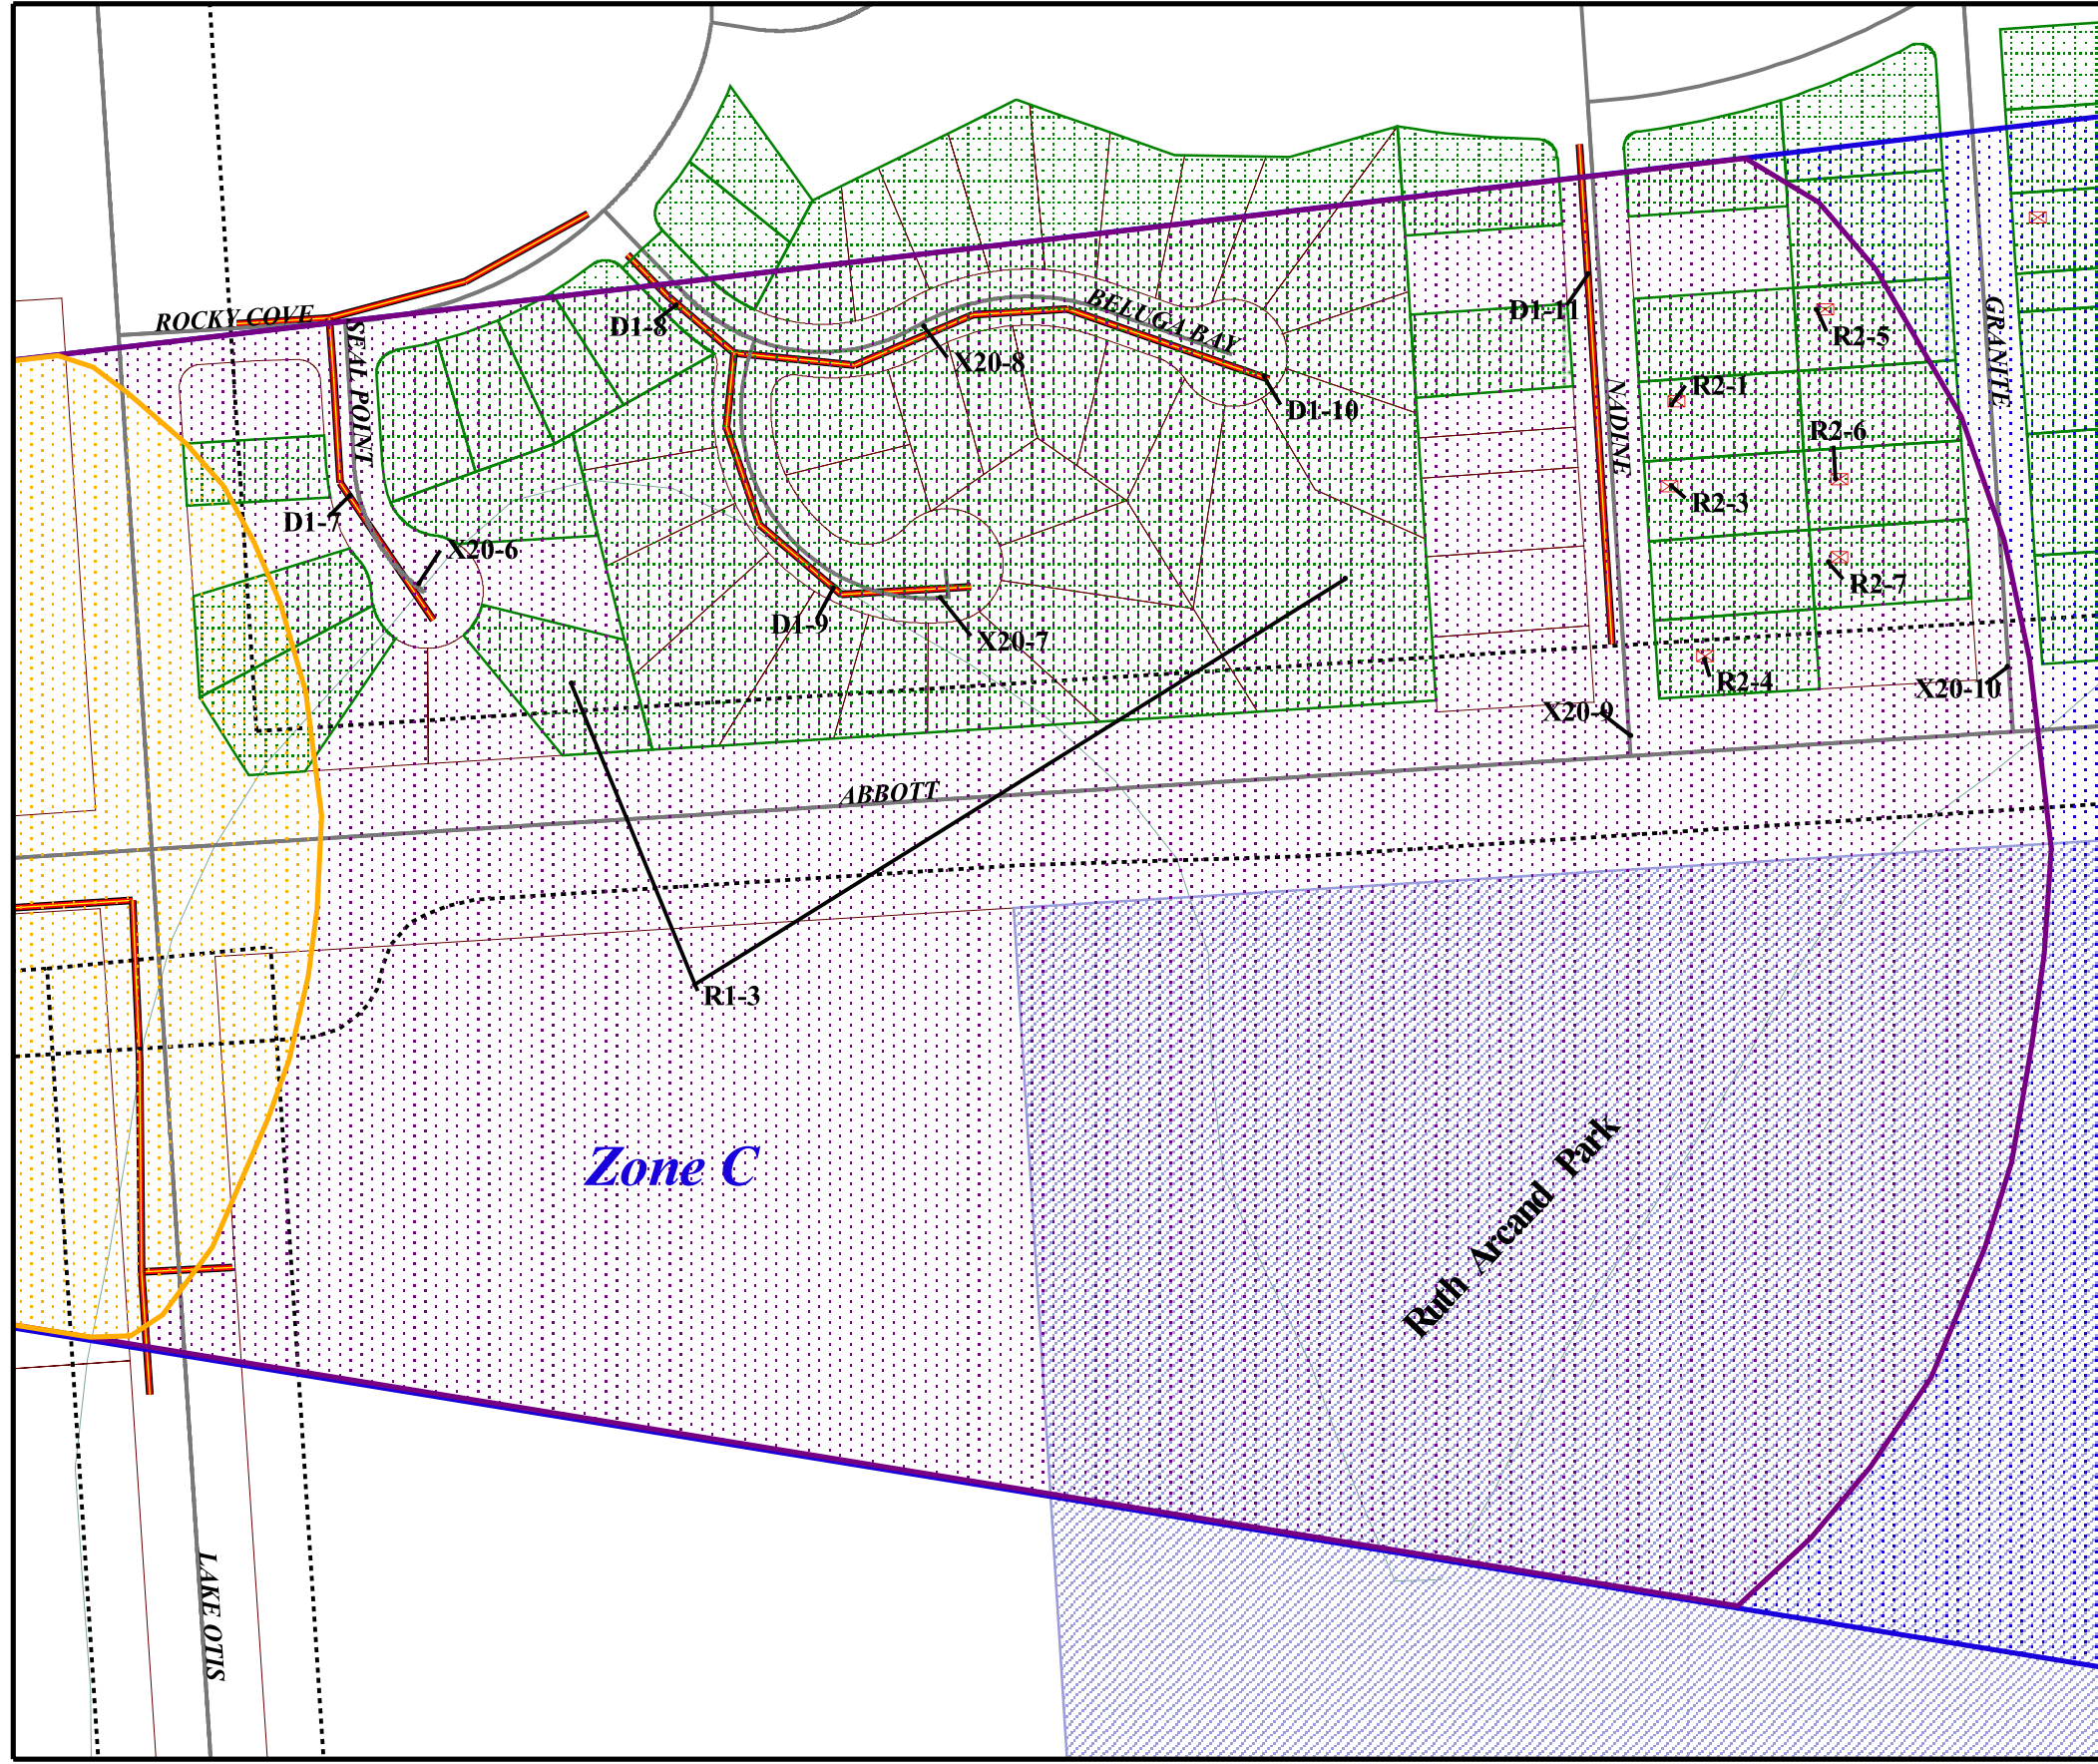 ROCKY COVE
SEAL POINT
D1-8
BELUGA BAY
X20-8
D1-10
D1-11
NADINE
GRANITE
R2-5
R2-1
R2-6
R2-3
R2-7
D1-7
X20-6
D1-9
X20-7
R2-4
X20-9
X20-10
ABBOTT
R1-3
Zone C
Ruth Arcand Park
LAKE OTIS